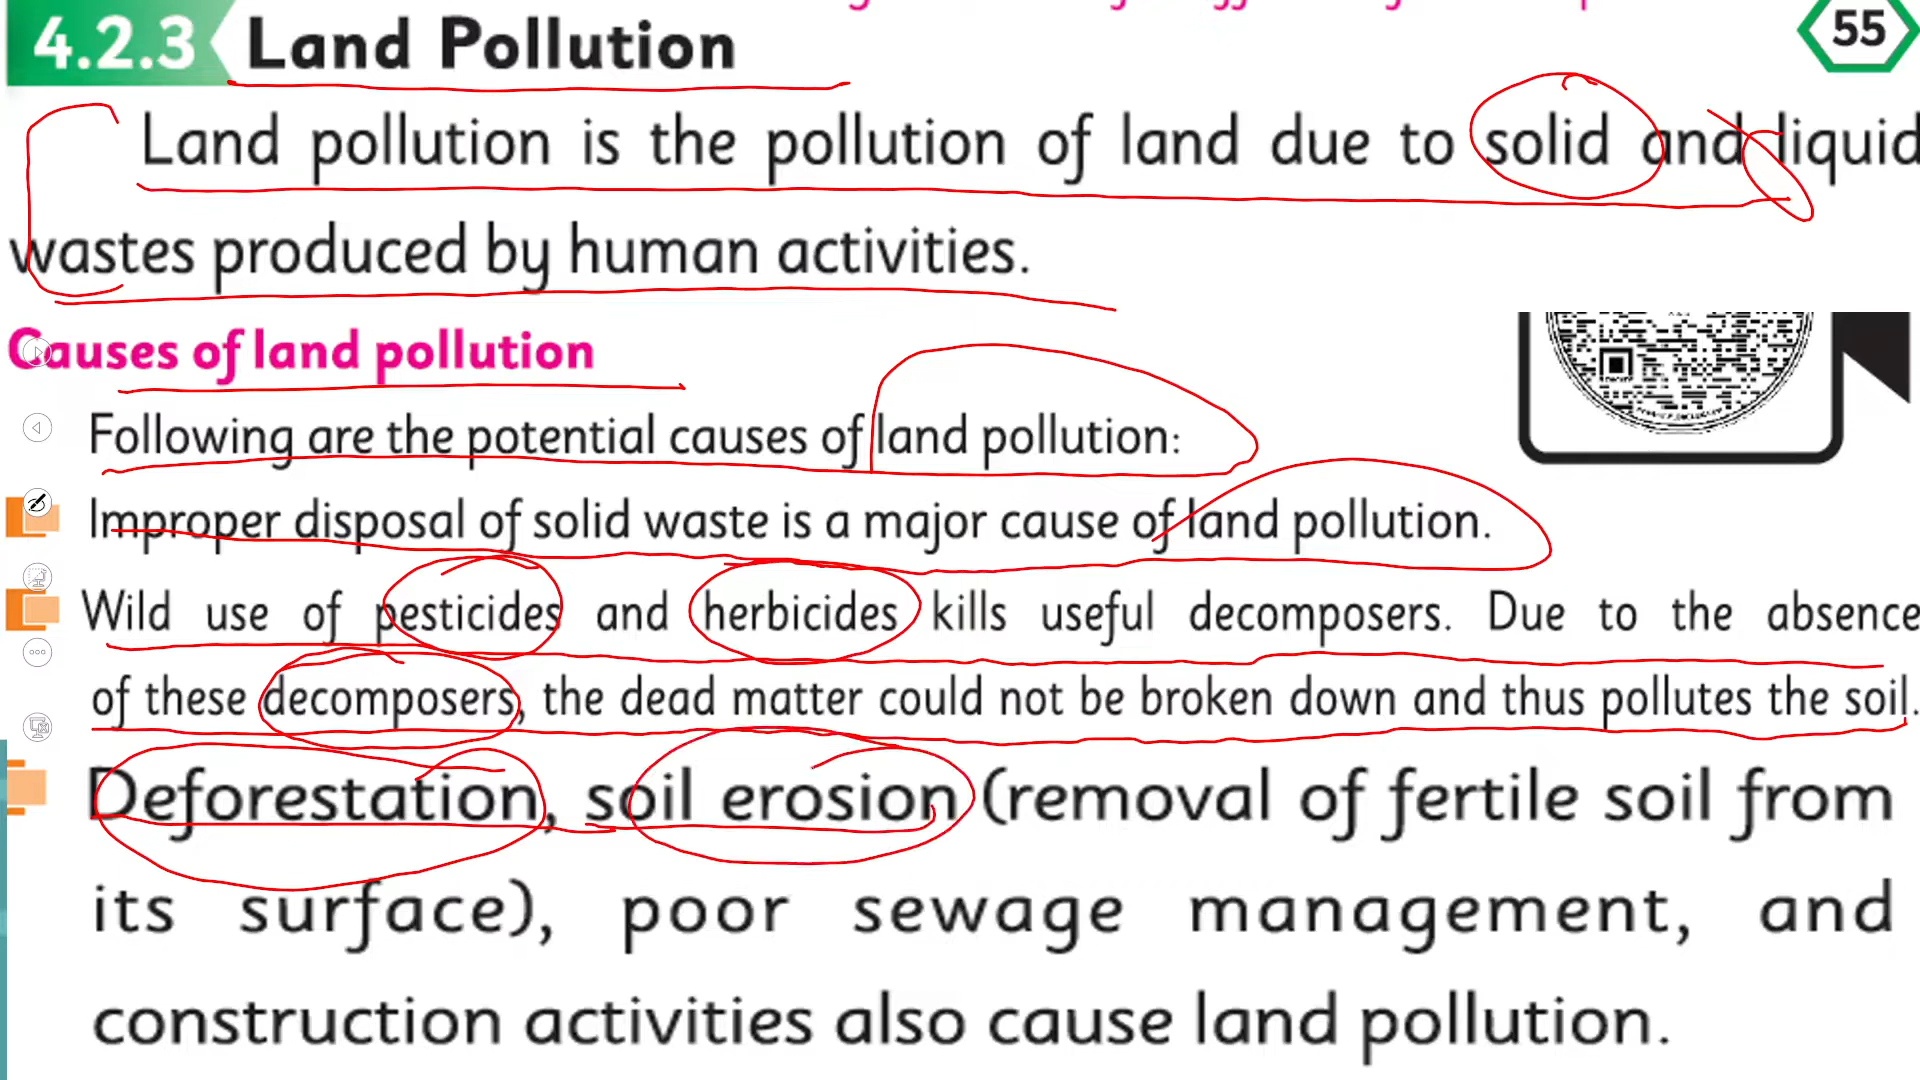 4.2.3 Land Pollution
55
Land pollution is the pollution of land due to solid and liquid
wastes produced by human activities.
Causes of land pollution
Following are the potential causes of land pollution:
Improper disposal of solid waste is a major cause of land pollution.
Wild use of pesticides and herbicides kills useful decomposers. Due to the absence
of these decomposers, the dead matter could not be broken down and thus pollutes the soil.
Deforestation, soil erosion (removal of fertile soil from
its surface), poor sewage management, and
construction activities also cause land pollution.